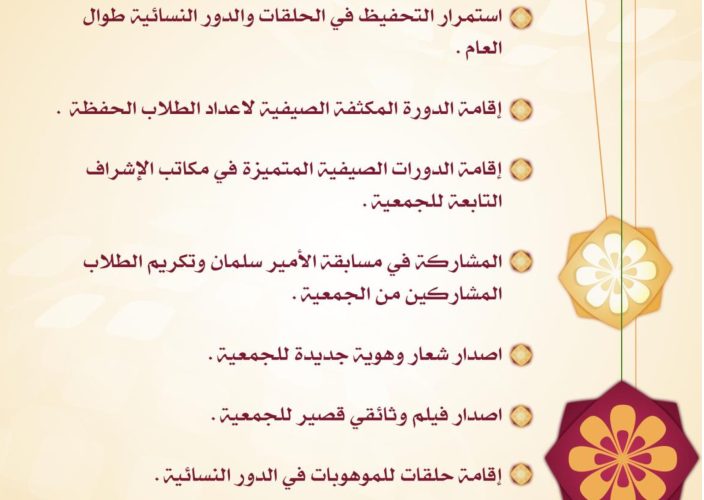 استمرار التحفيظ في الحلقات والدور النسائية طوال
العام .
إقامة الدورة المكثفة الصيفية لاعداد الطلاب الحفظة .
إقامة الدورات الصيفية المتميزة في مكاتب الإشراف
التابعة للجمعية .
المشاركة في مسابقة الأمير سلمان وتكريم الطلاب
المشاركين من الجمعية .
اصدار شعار وهوية جديدة للجمعية .
اصدار فيلم وثائقي قصير للجمعية .
إقامة حلقات للموهوبات في الدور النسائية .